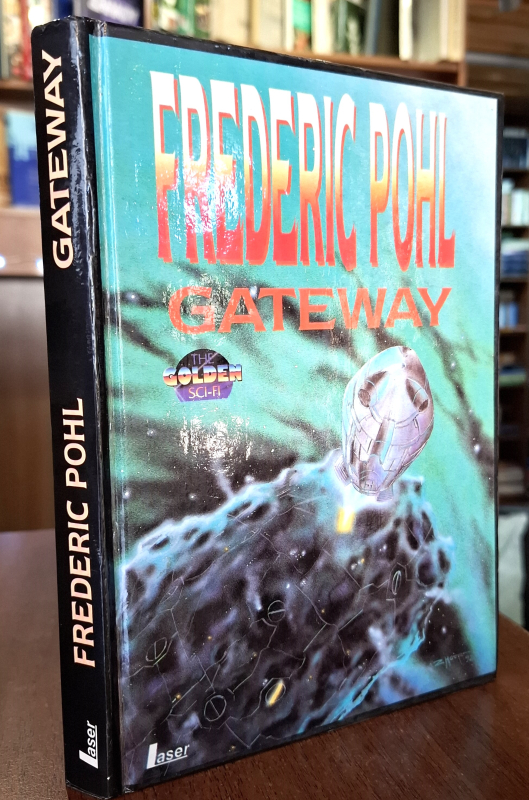 GATEWAY
FREDERIC POHL
Laser
FREDERIC POHL
GATEWAY
THE
GOLDEN
SCI-FI
Laser